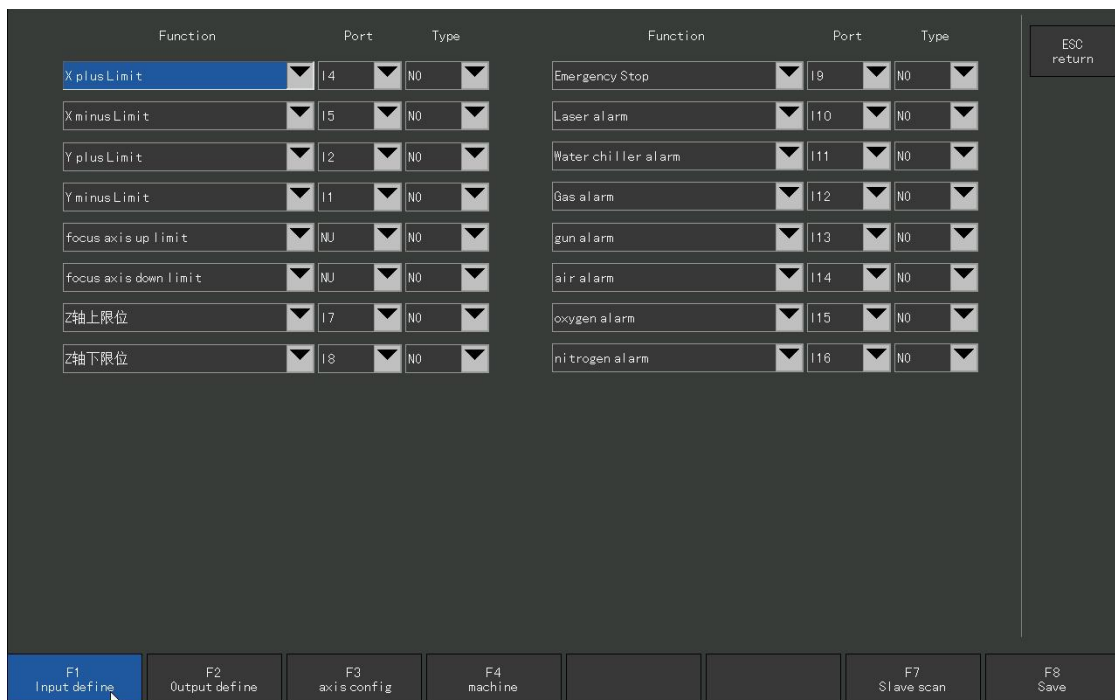 Function Port Type Function Port Type
ESC
return
X plus Limit I4 NO Emergency Stop I9 NO
X minus Limit I5 NO Laser alarm I10 NO
Y plus Limit I2 NO Water chiller alarm I11 NO
Y minus Limit I1 NO Gas alarm I12 NO
focus axis up limit NU NO gun alarm I13 NO
focus axis down limit NU NO air alarm I14 NO
Z轴上限位 I7 NO oxygen alarm I15 NO
Z轴下限位 I8 NO nitrogen alarm I16 NO
F1 F2 F3 F4 F7 F8
Input define Output define axis config machine Slave scan Save